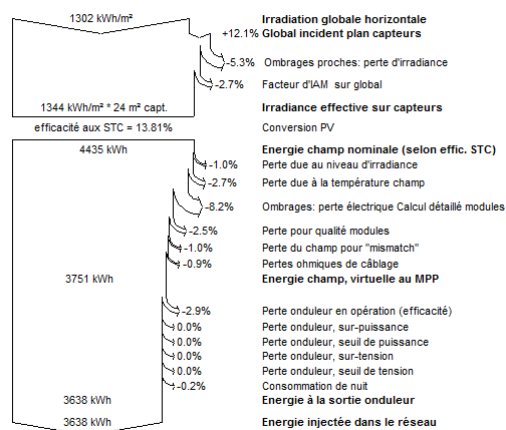 1302 kWh/m² Irradiation globale horizontale
+12.1% Global incident plan capteurs
-5.3% Ombrages proches: perte d'irradiance
-2.7% Facteur d'IAM sur global
1344 kWh/m² * 24 m² capt. Irradiance effective sur capteurs
efficacité aux STC = 13.81% Conversion PV
4435 kWh Energie champ nominale (selon effic. STC)
-1.0% Perte due au niveau d'irradiance
-2.7% Perte due à la température champ
-8.2% Ombrages: perte électrique Calcul détaillé modules
-2.5% Perte pour qualité modules
-1.0% Perte du champ pour "mismatch"
-0.9% Pertes ohmiques de câblage
3751 kWh Energie champ, virtuelle au MPP
-2.9% Perte onduleur en opération (efficacité)
0.0% Perte onduleur, sur-puissance
0.0% Perte onduleur, seuil de puissance
0.0% Perte onduleur, sur-tension
0.0% Perte onduleur, seuil de tension
-0.2% Consommation de nuit
3638 kWh Energie à la sortie onduleur
3638 kWh Energie injectée dans le réseau